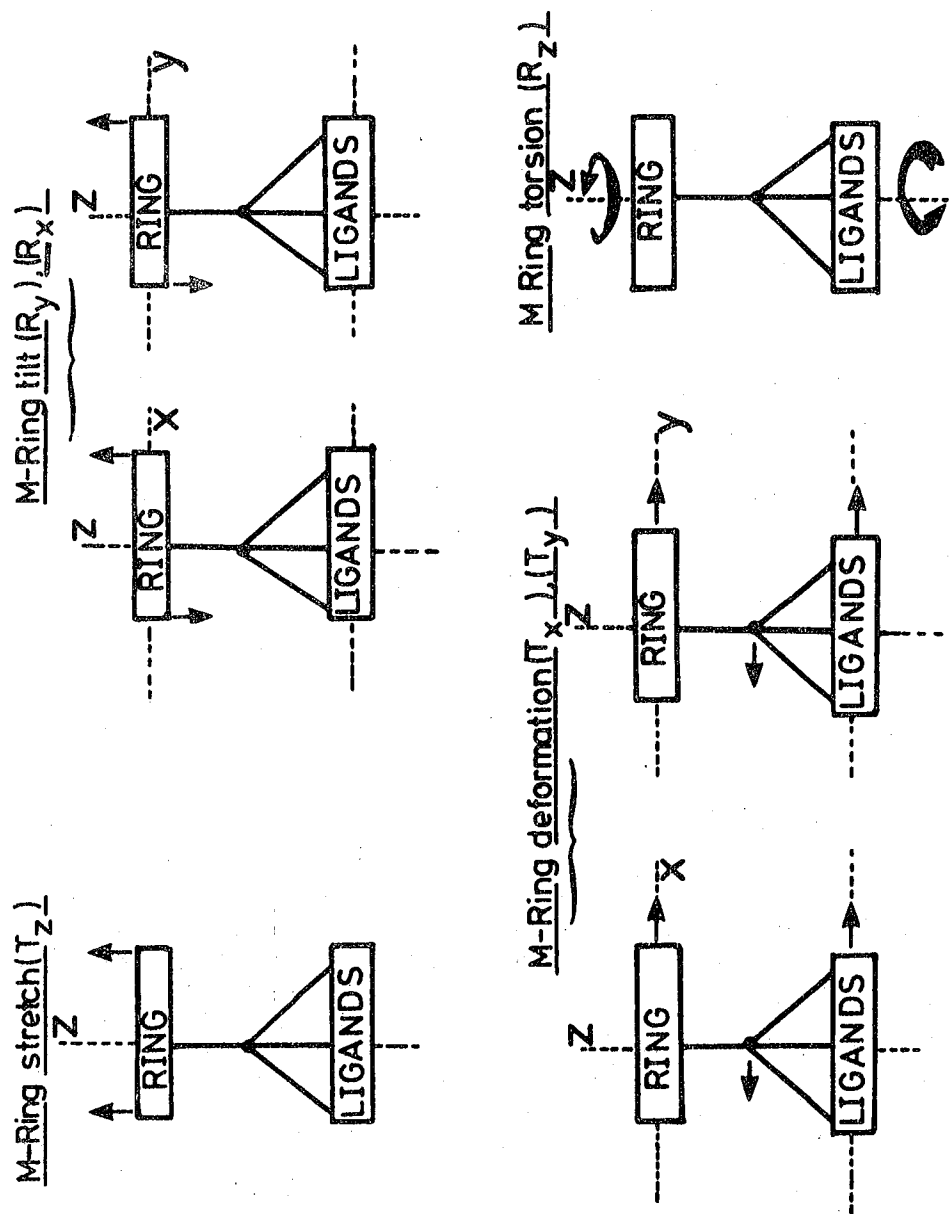 M-Ring stretch(Tz)
Z
RING
LIGANDS
M-Ring tilt (Ry),(Rx)
Z
RING
X
LIGANDS
Z
RING
y
LIGANDS
M-Ring deformation(Tx),(Ty)
Z
RING
X
LIGANDS
Z
RING
y
LIGANDS
M Ring torsion (Rz)
Z
RING
LIGANDS